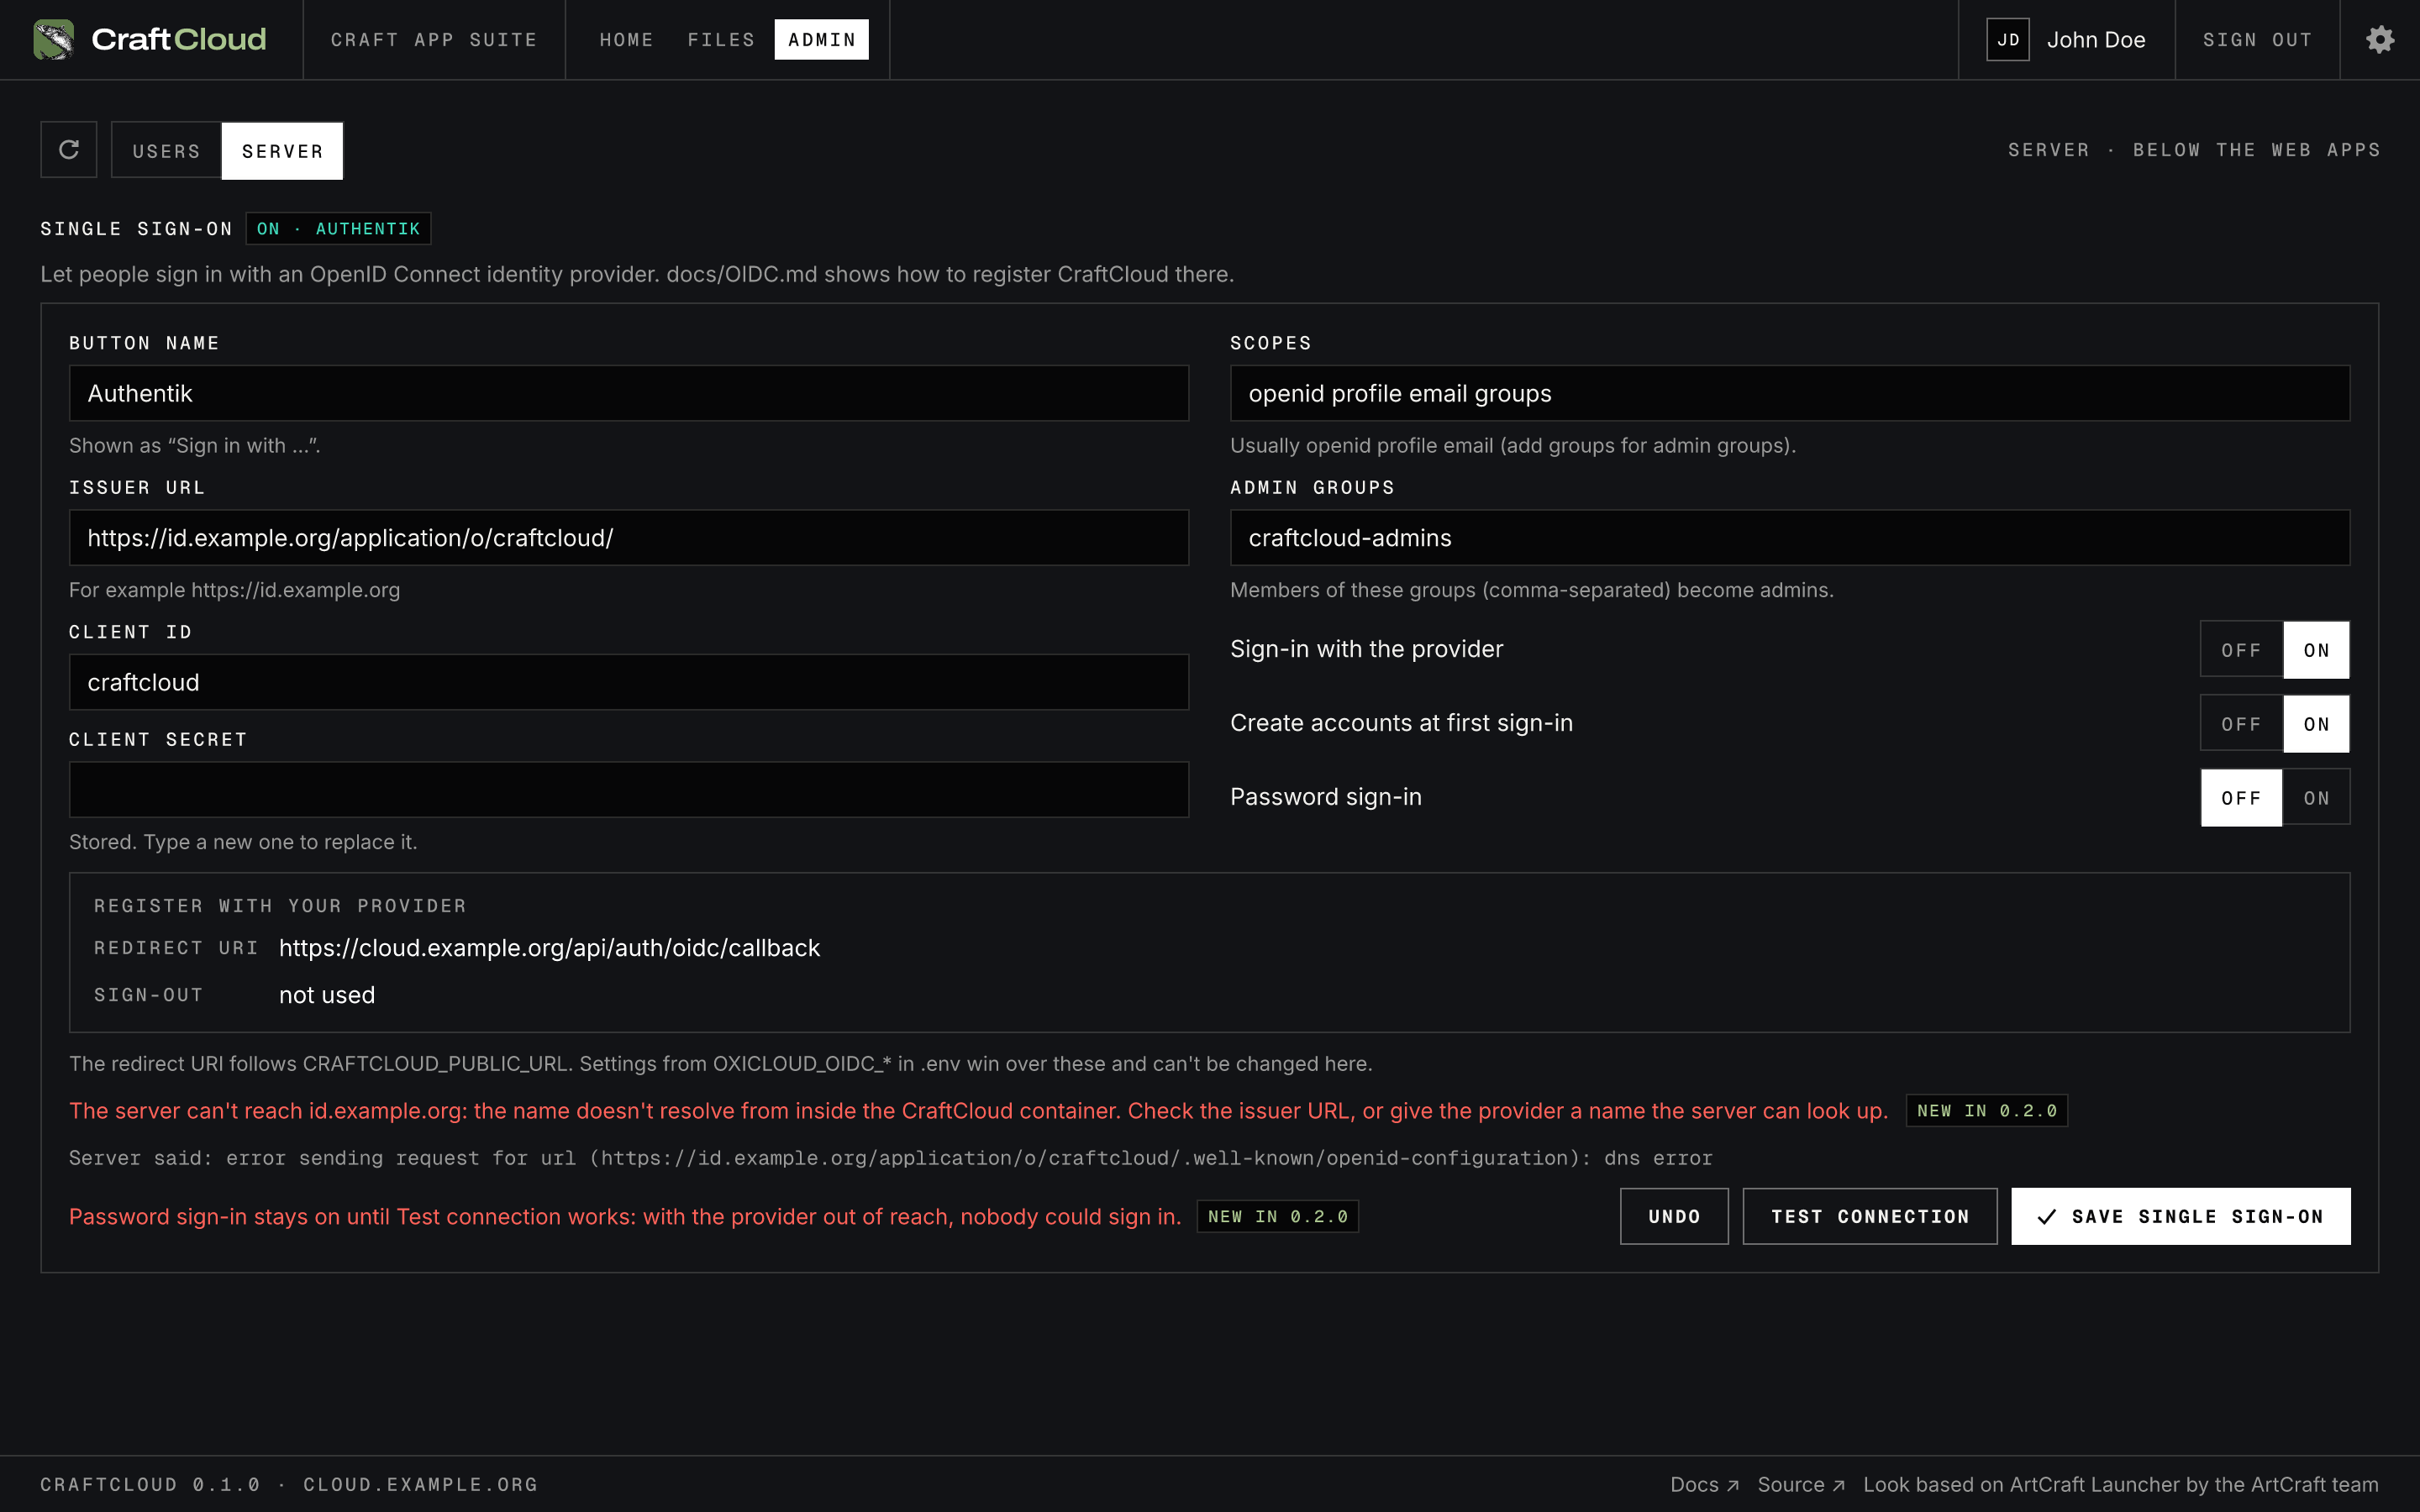 CraftCloud
CRAFT APP SUITE
HOME
FILES
ADMIN
JD
John Doe
SIGN OUT
USERS
SERVER
SERVER · BELOW THE WEB APPS
SINGLE SIGN-ON
ON · AUTHENTIK
Let people sign in with an OpenID Connect identity provider. docs/OIDC.md shows how to register CraftCloud there.
BUTTON NAME
Authentik
Shown as “Sign in with ...”.
ISSUER URL
https://id.example.org/application/o/craftcloud/
For example https://id.example.org
CLIENT ID
craftcloud
CLIENT SECRET
Stored. Type a new one to replace it.
SCOPES
openid profile email groups
Usually openid profile email (add groups for admin groups).
ADMIN GROUPS
craftcloud-admins
Members of these groups (comma-separated) become admins.
Sign-in with the provider
OFF ON
Create accounts at first sign-in
OFF ON
Password sign-in
OFF ON
REGISTER WITH YOUR PROVIDER
REDIRECT URI https://cloud.example.org/api/auth/oidc/callback
SIGN-OUT not used
The redirect URI follows CRAFTCLOUD_PUBLIC_URL. Settings from OXICLOUD_OIDC_* in .env win over these and can't be changed here.
The server can't reach id.example.org: the name doesn't resolve from inside the CraftCloud container. Check the issuer URL, or give the provider a name the server can look up.
NEW IN 0.2.0
Server said: error sending request for url (https://id.example.org/application/o/craftcloud/.well-known/openid-configuration): dns error
Password sign-in stays on until Test connection works: with the provider out of reach, nobody could sign in.
NEW IN 0.2.0
UNDO
TEST CONNECTION
SAVE SINGLE SIGN-ON
CRAFTCLOUD 0.1.0 · CLOUD.EXAMPLE.ORG
Docs ↗ Source ↗ Look based on ArtCraft Launcher by the ArtCraft team